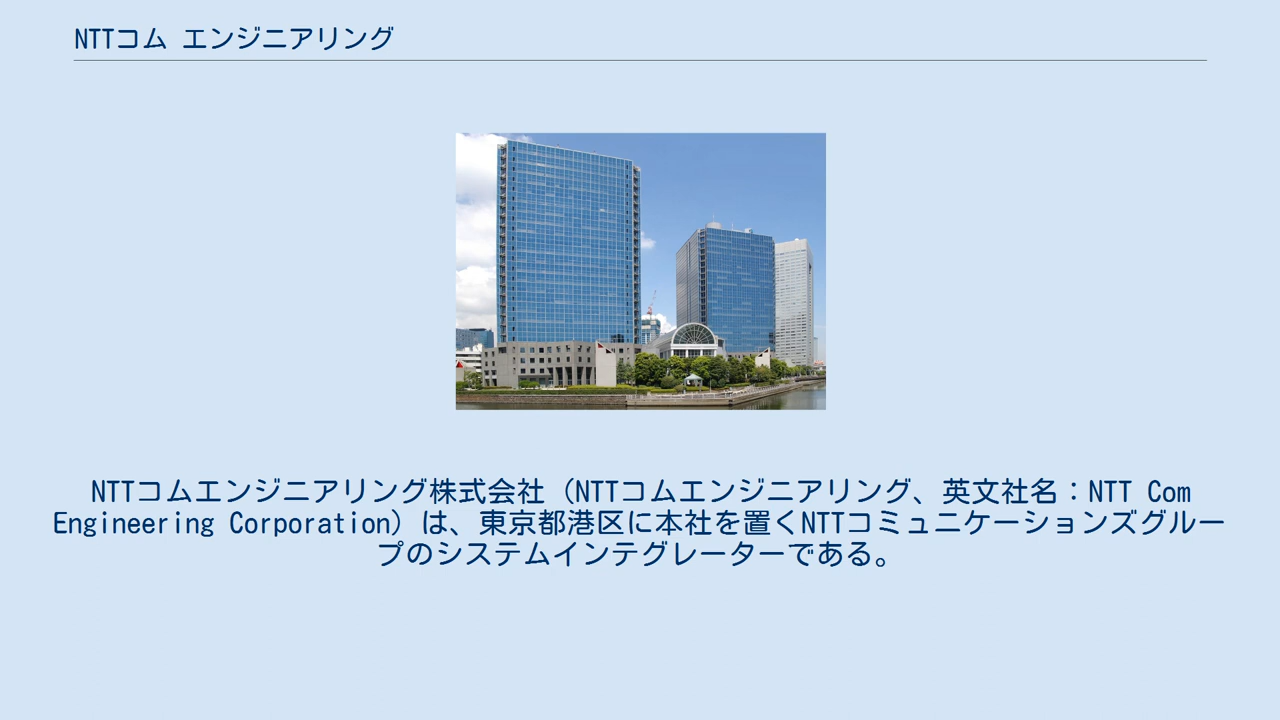 NTTコム エンジニアリング
NTTコムエンジニアリング株式会社（NTTコムエンジニアリング、英文社名：NTT Com
Engineering Corporation）は、東京都港区に本社を置くNTTコミュニケーションズグルー
プのシステムインテグレーターである。